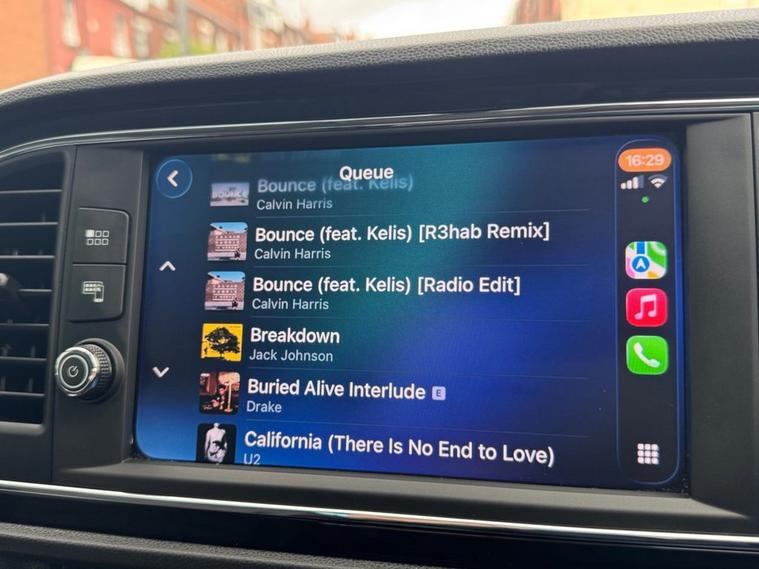 Queue
16:29
Bounce (feat. Kelis)
Calvin Harris
BOUNCE
Bounce (feat. Kelis) [R3hab Remix]
Calvin Harris
Bounce (feat. Kelis) [Radio Edit]
Calvin Harris
Breakdown
Jack Johnson
Buried Alive Interlude E
Drake
California (There Is No End to Love)
U2